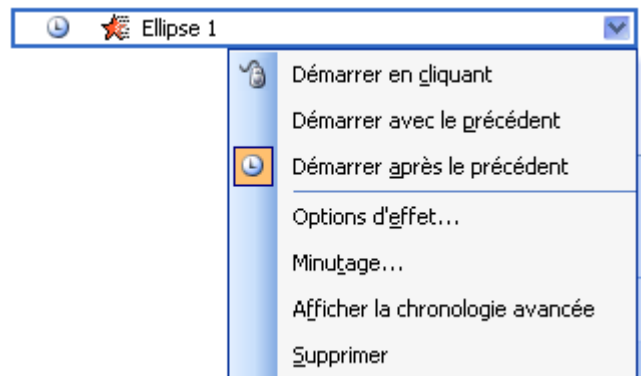 Ellipse 1
Démarrer en cliquant
Démarrer avec le précédent
Démarrer après le précédent
Options d'effet...
Minutage...
Afficher la chronologie avancée
Supprimer